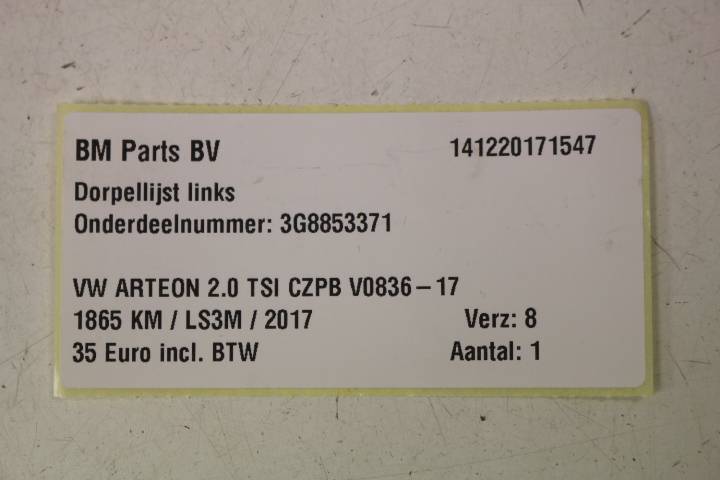 BM Parts BV 141220171547
Dorpellijst links
Onderdeelnummer: 3G8853371
VW ARTEON 2.0 TSI CZPB V0836-17
1865 KM / LS3M / 2017 Verz: 8
35 Euro incl. BTW Aantal: 1